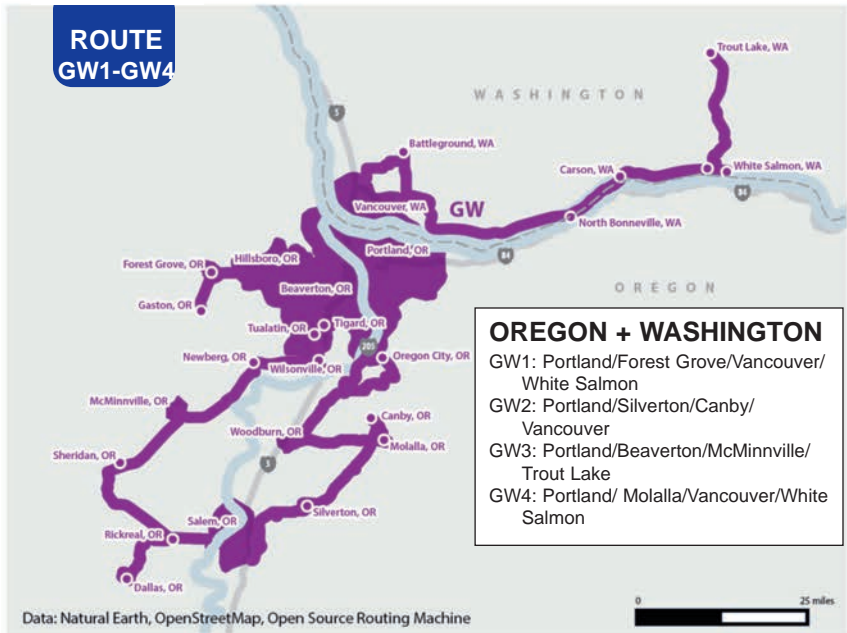 ROUTE
GW1-GW4
Trout Lake, WA
WASHINGTON
5
Battleground, WA
Carson, WA
White Salmon, WA
84
Vancouver, WA
GW
North Bonneville, WA
Portland, OR
84
Hillsboro, OR
Forest Grove, OR
Beaverton, OR
OREGON
Gaston, OR
Tigard, OR
Tualatin, OR
205
Newberg, OR
Oregon City, OR
Wilsonville, OR
McMinnville, OR
Canby, OR
Woodburn, OR
Molalla, OR
Sheridan, OR
5
Silverton, OR
Salem, OR
Rickreal, OR
Dallas, OR
OREGON + WASHINGTON
GW1: Portland/Forest Grove/Vancouver/
White Salmon
GW2: Portland/Silverton/Canby/
Vancouver
GW3: Portland/Beaverton/McMinnville/
Trout Lake
GW4: Portland/ Molalla/Vancouver/White
Salmon
Data: Natural Earth, OpenStreetMap, Open Source Routing Machine
0
25 miles